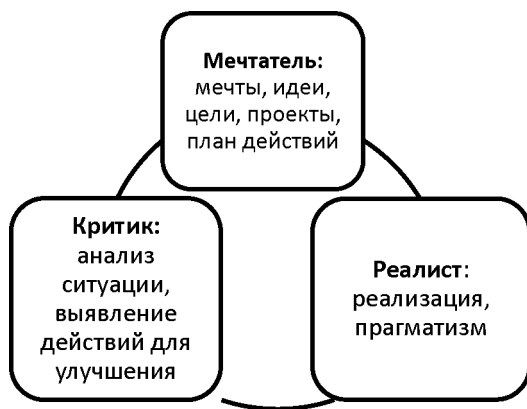 Мечтатель:
мечты, идеи,
цели, проекты,
план действий
Критик:
анализ
ситуации,
выявление
действий для
улучшения
Реалист:
реализация,
прагматизм